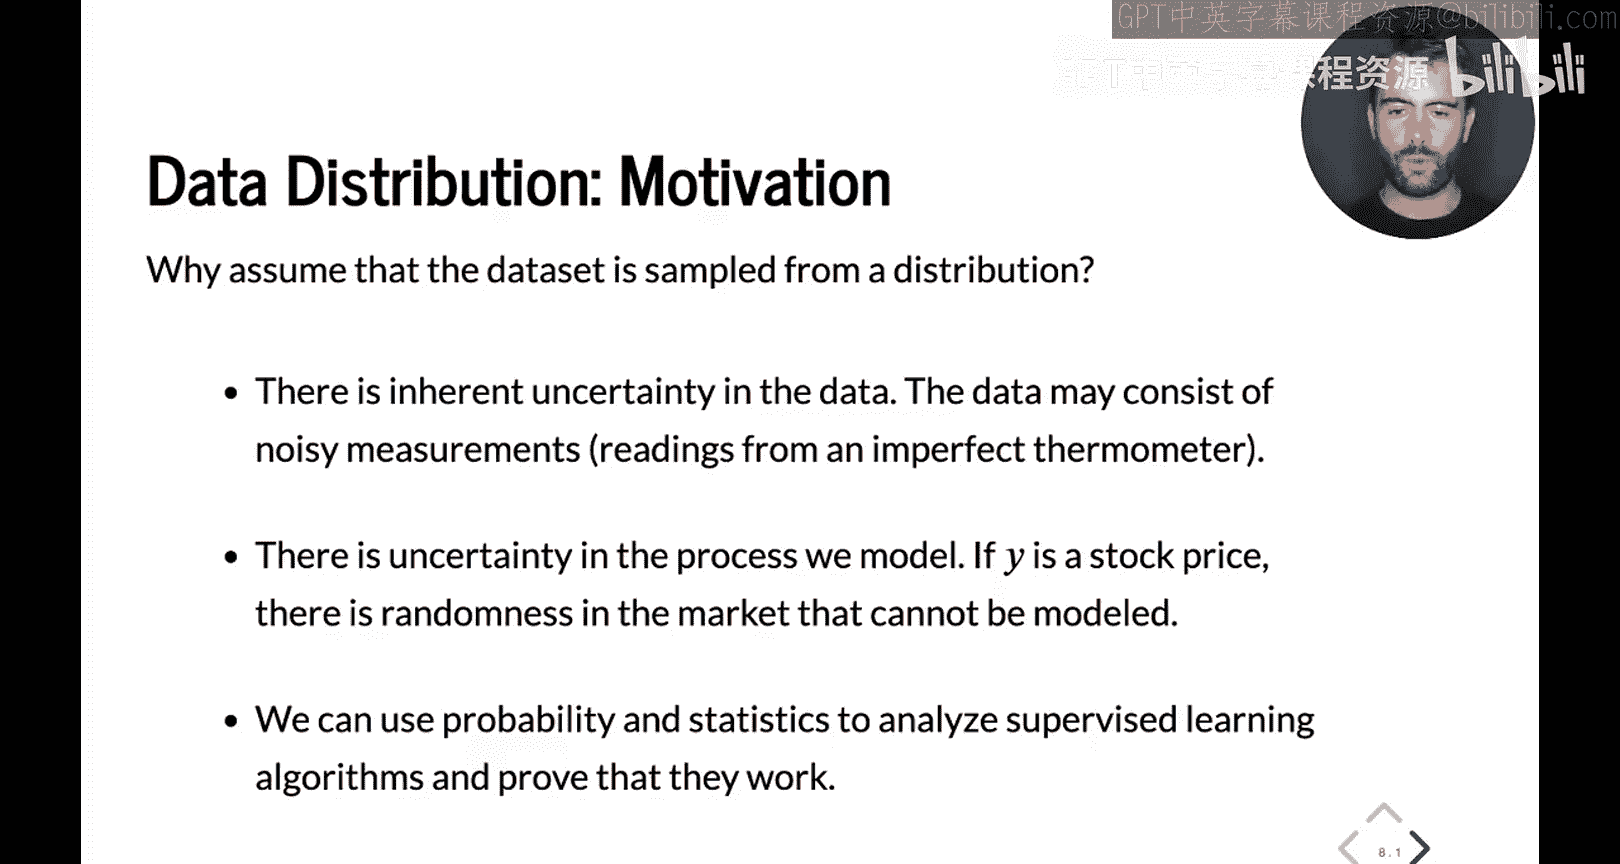 GPT中英字幕课程资源@bilibili.com
程资源 bilibili
Data Distribution: Motivation
Why assume that the dataset is sampled from a distribution?
• There is inherent uncertainty in the data. The data may consist of
noisy measurements (readings from an imperfect thermometer).
• There is uncertainty in the process we model. If y is a stock price,
there is randomness in the market that cannot be modeled.
• We can use probability and statistics to analyze supervised learning
algorithms and prove that they work.
8.1